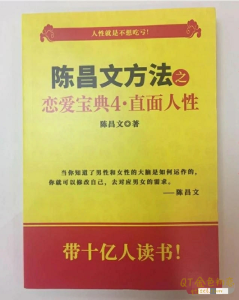 人性就是不想吃亏！
陈昌文方法之
恋爱宝典4·直面人性
陈昌文◎著
当你知道了男性和女性的大脑是如何运作的，
你就可以修改自己，去对应男女的需求。
——陈昌文
带十亿人读书！